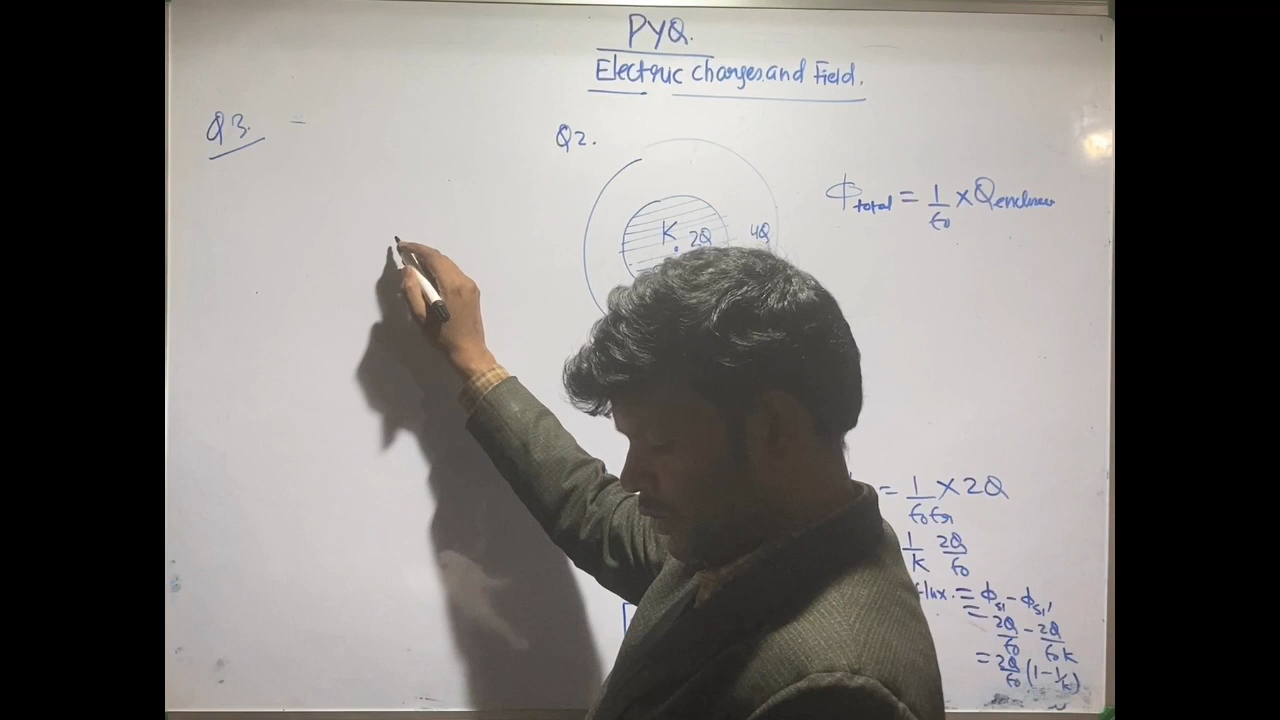 PYQ.
Electric Charges and Field.
Q3. -
Q2.
K
2Q
4Q
ϕtotal = 1/ε0 × Qenclosed
= 1/ε0εr × 2Q
1/K 2Q/ε0
flux. = ϕS1 - ϕS1'
= 2Q/ε0 - 2Q/ε0K
= 2Q/ε0 (1 - 1/K)